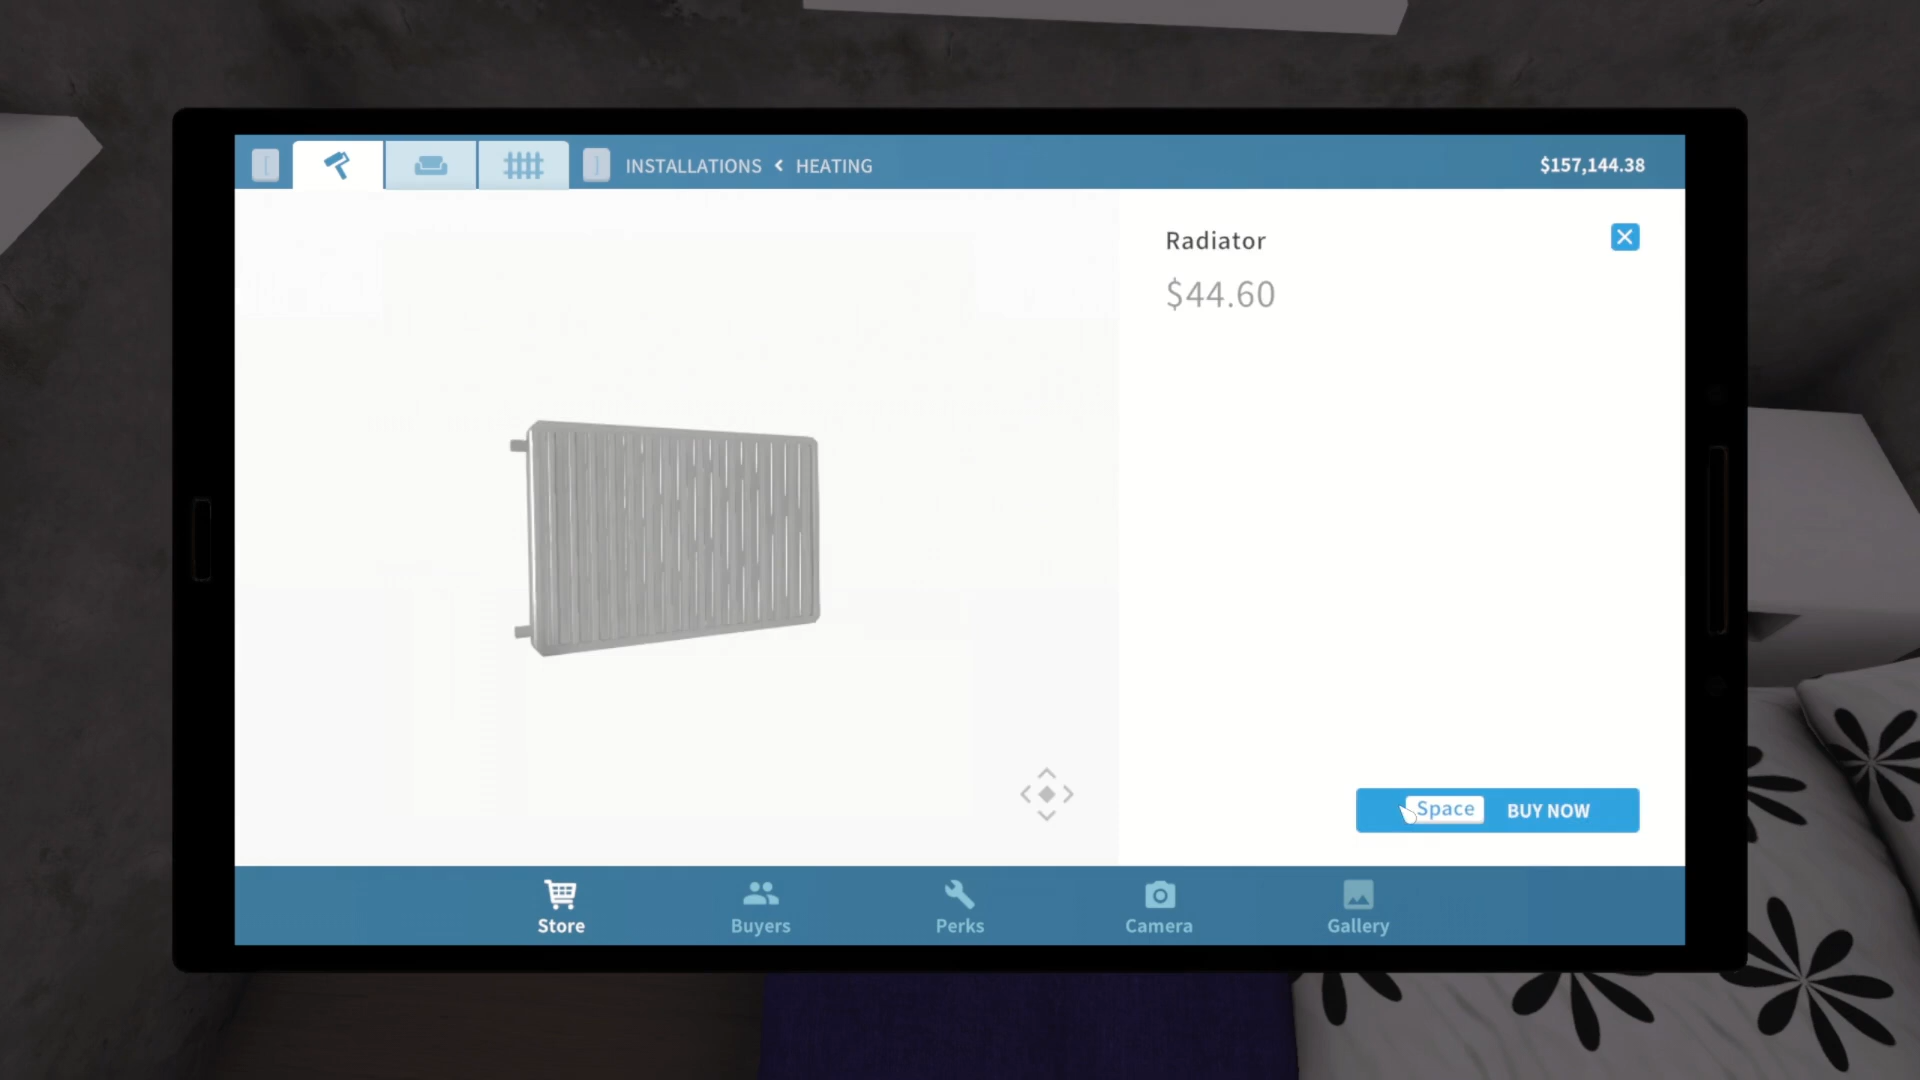 [
]
INSTALLATIONS < HEATING
$157,144.38
Radiator
$44.60
Space BUY NOW
Store
Buyers
Perks
Camera
Gallery